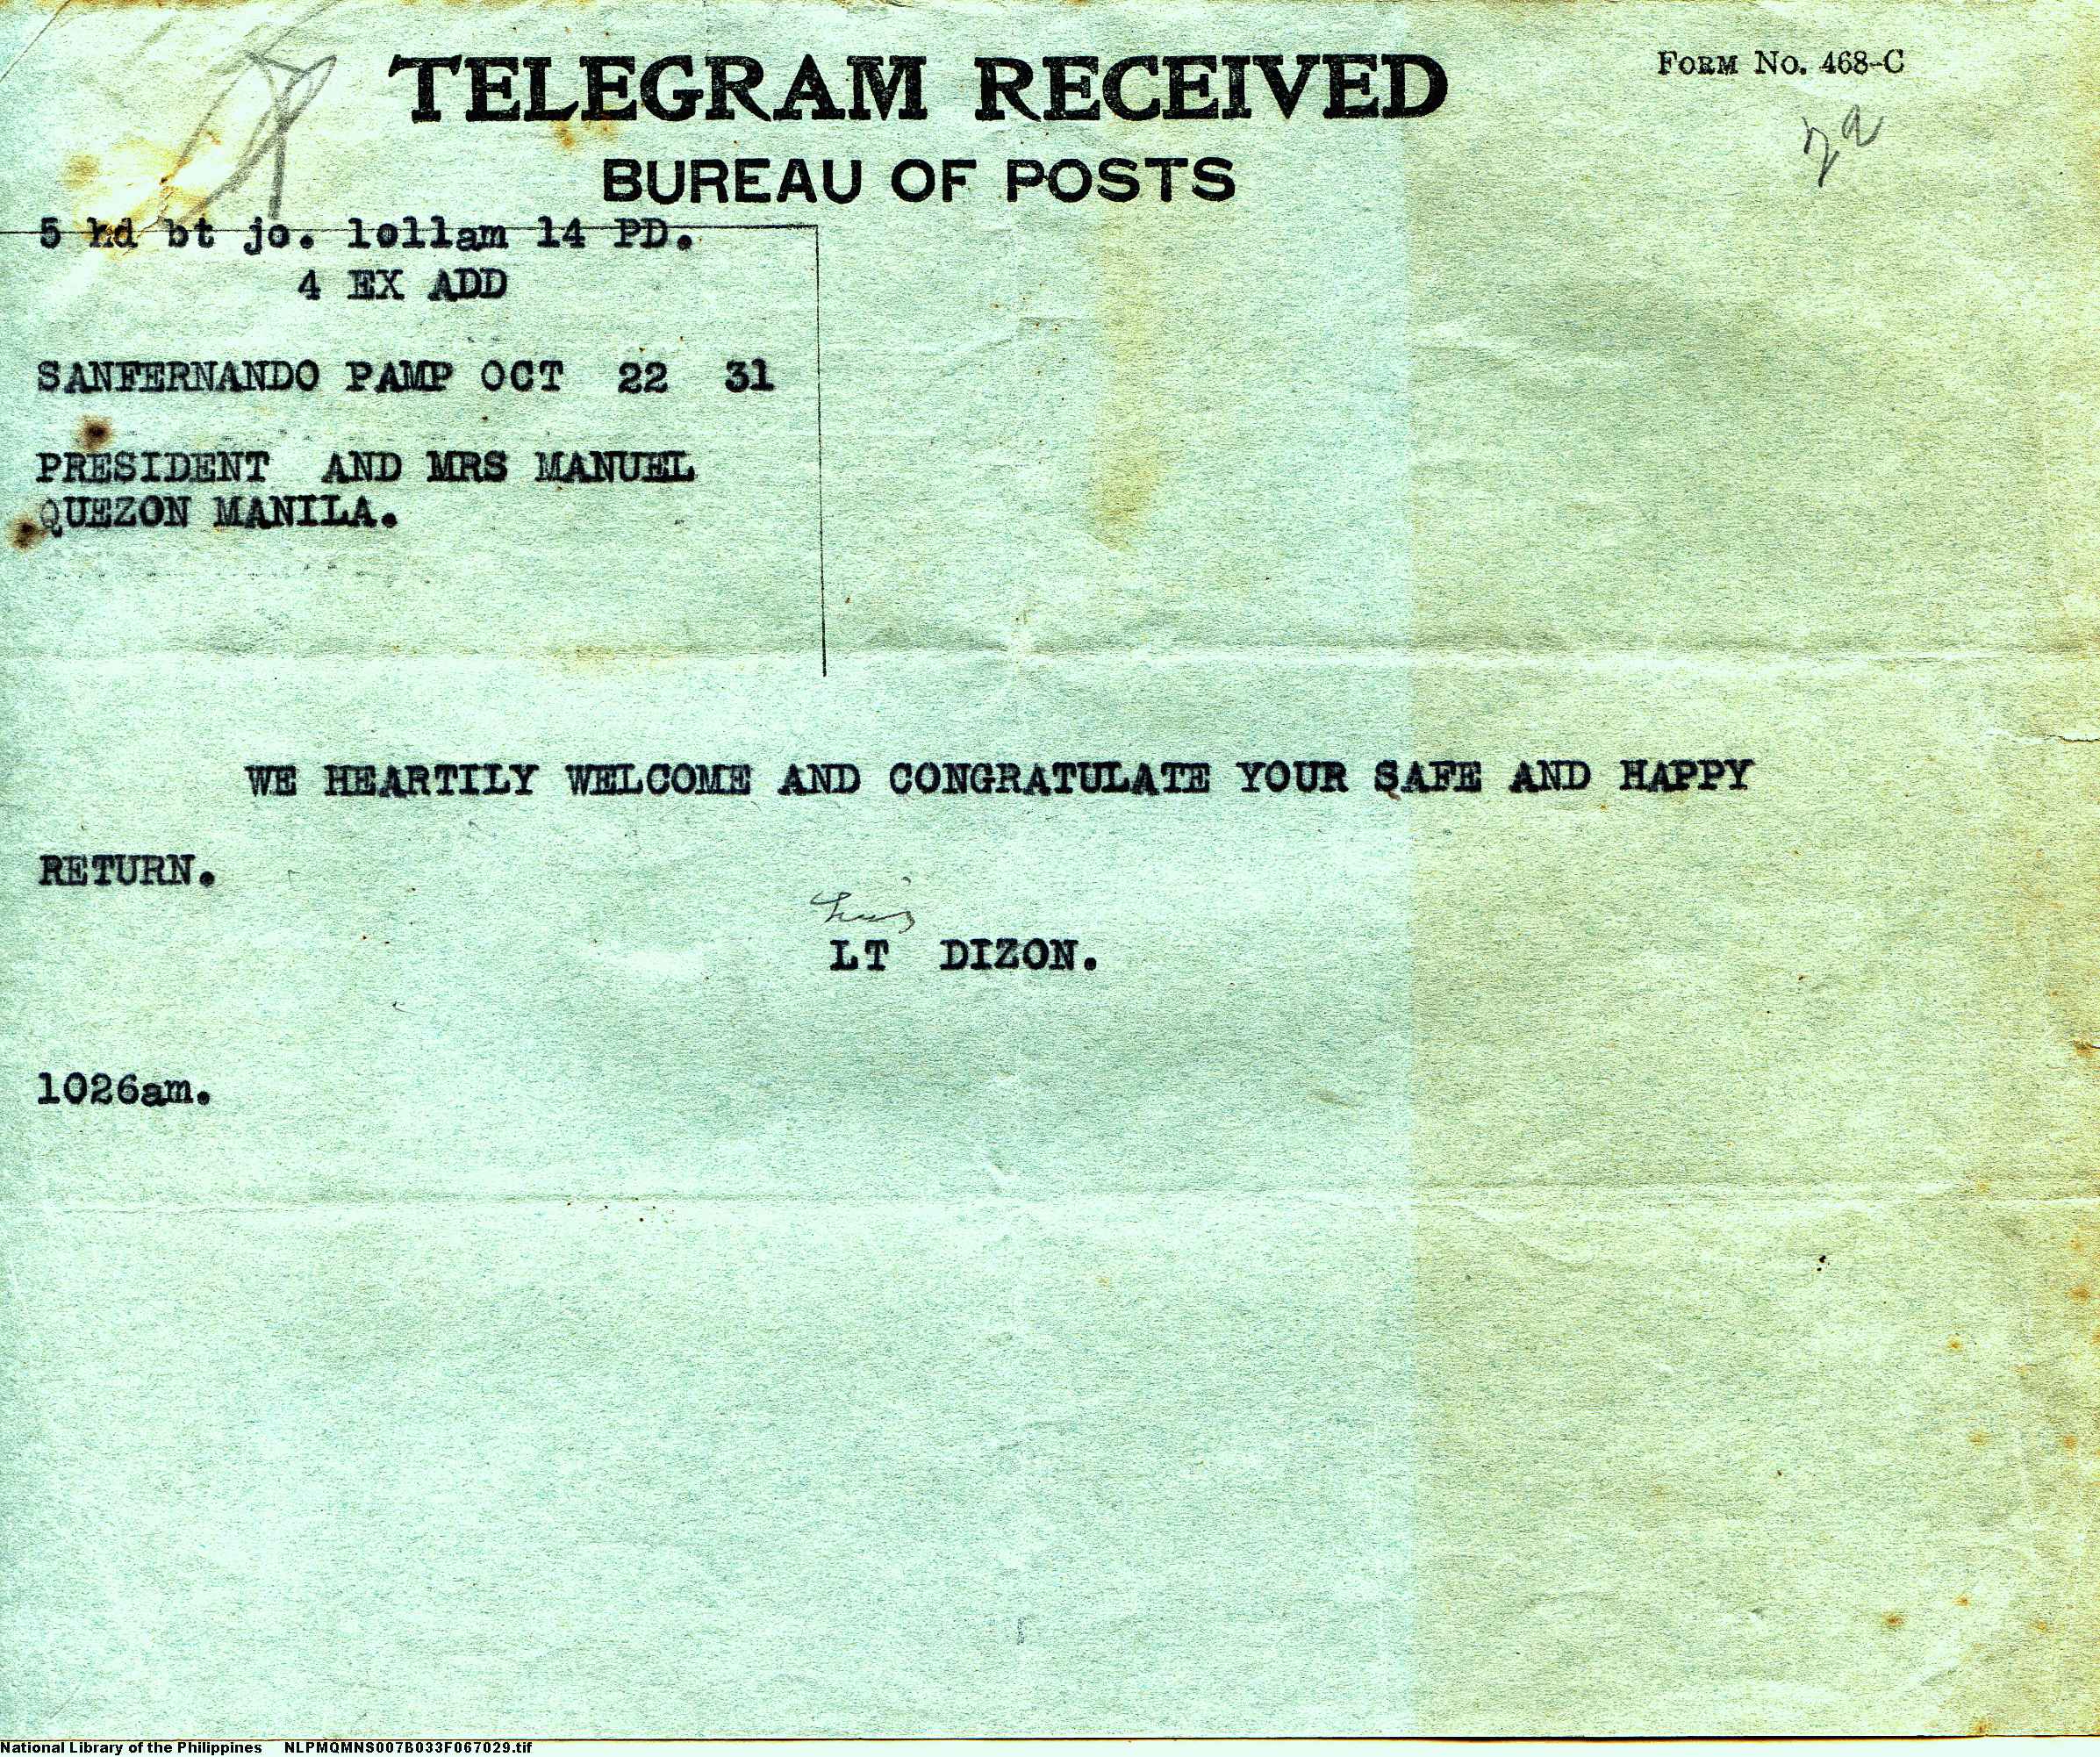 FORM No. 468-C
TELEGRAM RECEIVED
BUREAU OF POSTS
5 hd bt jo. lollam 14 PD.
4 EX ADD
SANFERNANDO PAMP OCT 22 31
PRESIDENT AND MRS MANUEL
QUEZON MANILA.
WE HEARTILY WELCOME AND CONGRATULATE YOUR SAFE AND HAPPY
RETURN.
LT DIZON.
1026am.
National Library of the Philippines NLPMQMNS007B033F067029.tif